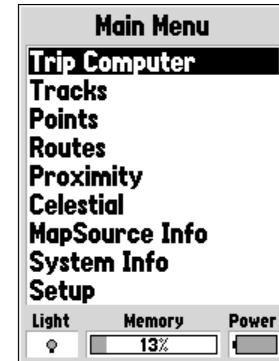 Main Menu
Trip Computer
Tracks
Points
Routes
Proximity
Celestial
MapSource Info
System Info
Setup
Light Memory Power
13%